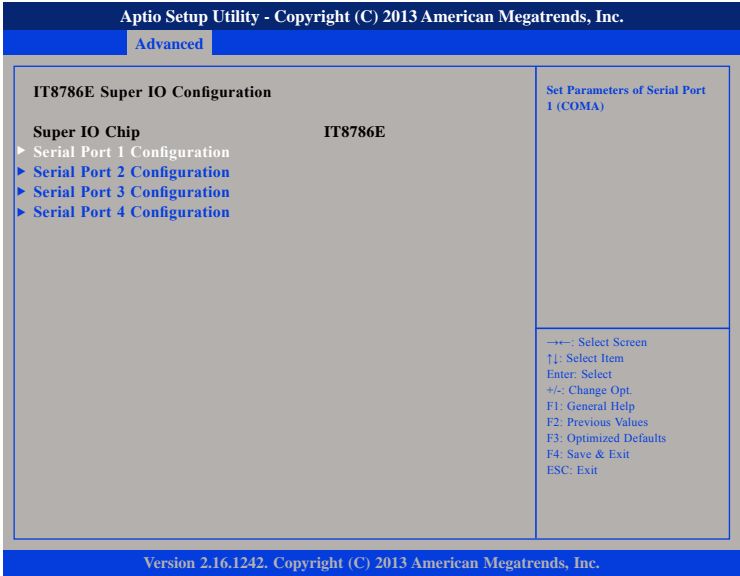 Aptio Setup Utility - Copyright (C) 2013 American Megatrends, Inc.
Advanced
IT8786E Super IO Configuration
Super IO Chip IT8786E
► Serial Port 1 Configuration
► Serial Port 2 Configuration
► Serial Port 3 Configuration
► Serial Port 4 Configuration
Set Parameters of Serial Port
1 (COMA)
→←: Select Screen
↑↓: Select Item
Enter: Select
+/-: Change Opt.
F1: General Help
F2: Previous Values
F3: Optimized Defaults
F4: Save & Exit
ESC: Exit
Version 2.16.1242. Copyright (C) 2013 American Megatrends, Inc.